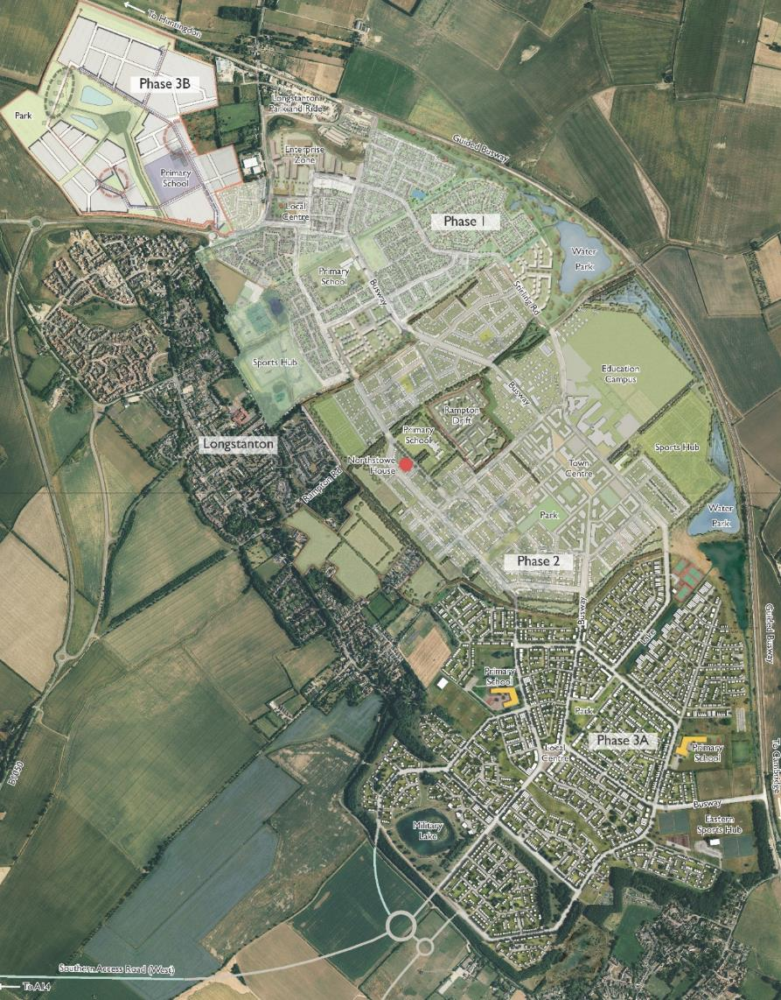 To Huntingdon
Phase 3B
Longstanton
Park and Ride
Park
Guided Busway
Enterprise
Zone
Primary
School
Local
Centre
Phase 1
Water
Park
Primary
School
Busway
Stirling Rd
Sports Hub
Education
Campus
Busway
Rampton
Drift
Primary
School
Longstanton
Sports Hub
Northstowe
House
Town
Centre
Rampton Rd
Water
Park
Park
Phase 2
Busway
Guided Busway
Lake
Primary
School
Park
Phase 3A
Local
Centre
Primary
School
To Cambridge
B1050
Busway
Eastern
Sports Hub
Military
Lake
Southern Access Road (West)
To A14